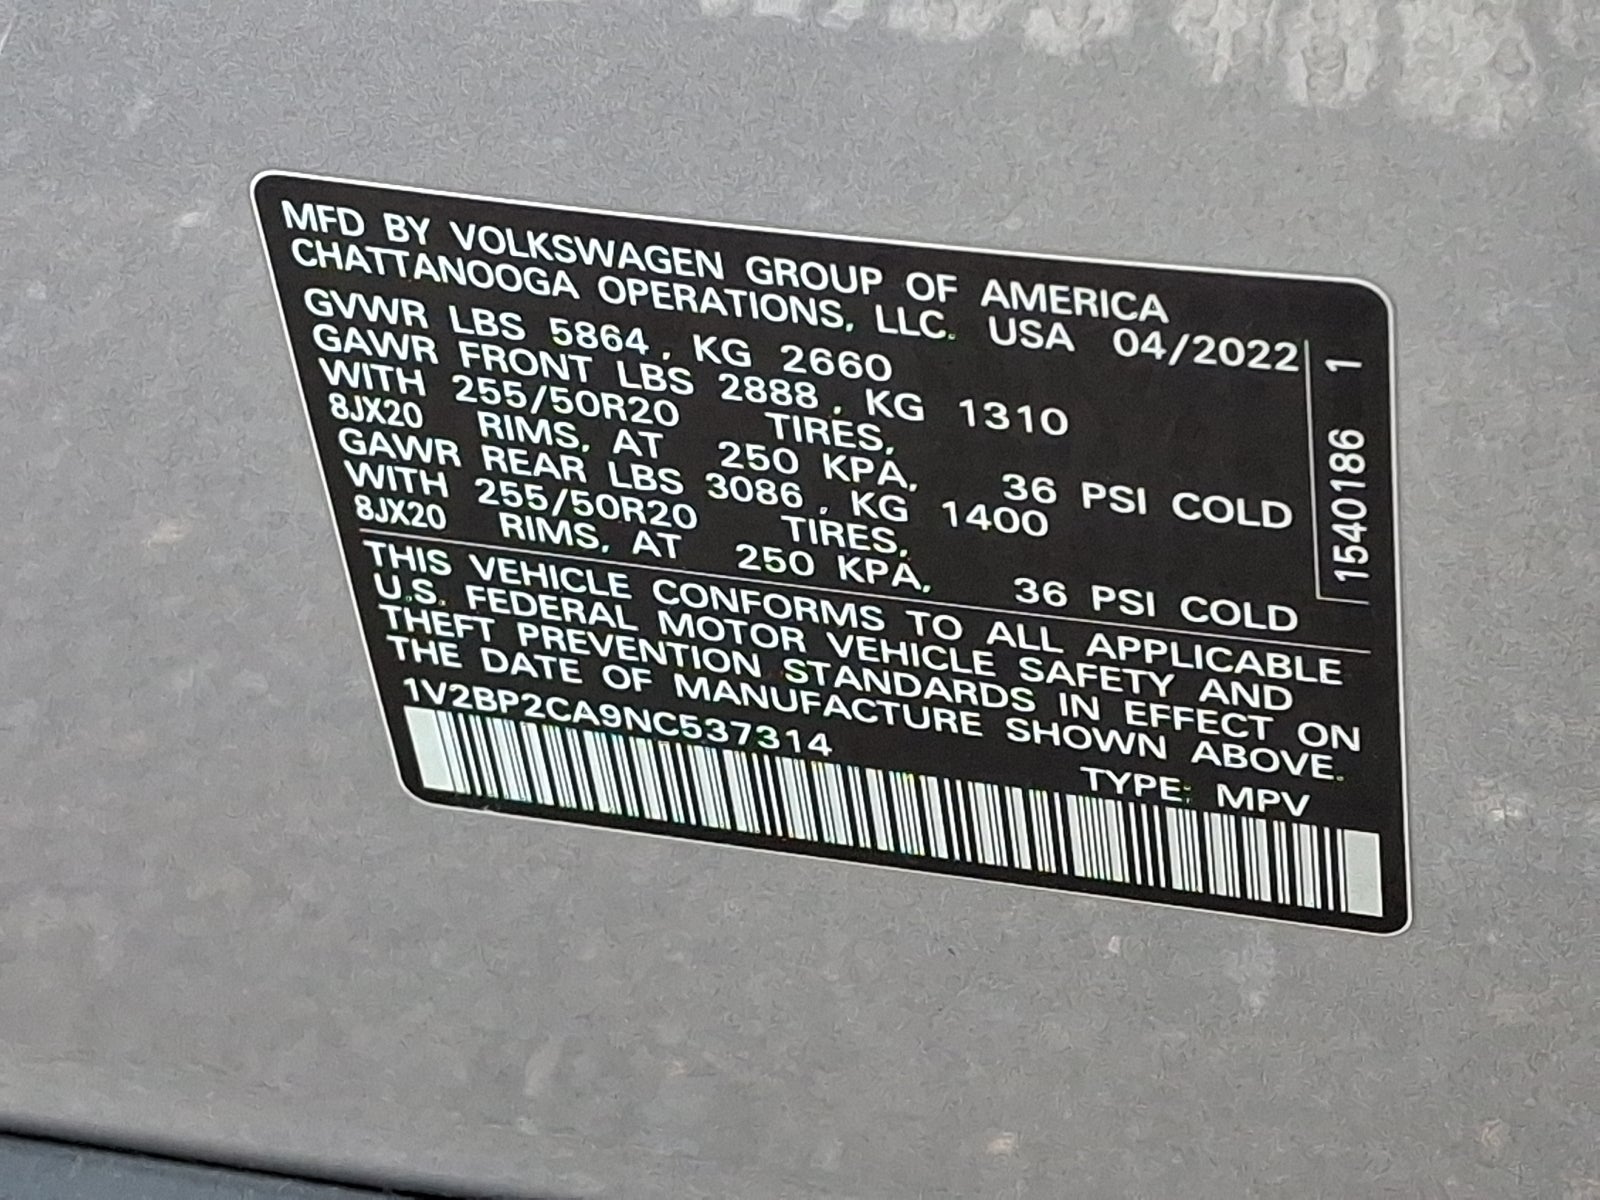 MFD BY VOLKSWAGEN GROUP OF AMERICA
CHATTANOOGA OPERATIONS, LLC. USA 04/2022
GVWR LBS 5864, KG 2660
GAWR FRONT LBS 2888, KG 1310
WITH 255/50R20 TIRES,
8JX20 RIMS, AT 250 KPA, 36 PSI COLD
GAWR REAR LBS 3086, KG 1400
WITH 255/50R20 TIRES,
8JX20 RIMS, AT 250 KPA, 36 PSI COLD
THIS VEHICLE CONFORMS TO ALL APPLICABLE
U.S. FEDERAL MOTOR VEHICLE SAFETY AND
THEFT PREVENTION STANDARDS IN EFFECT ON
THE DATE OF MANUFACTURE SHOWN ABOVE.
1V2BP2CA9NC537314
TYPE: MPV
1540186 1